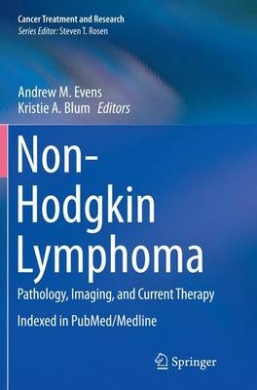 Cancer Treatment and Research
Series Editor: Steven T. Rosen
Andrew M. Evens
Kristie A. Blum Editors
Non-
Hodgkin
Lymphoma
Pathology, Imaging, and Current Therapy
Indexed in PubMed/Medline
Springer